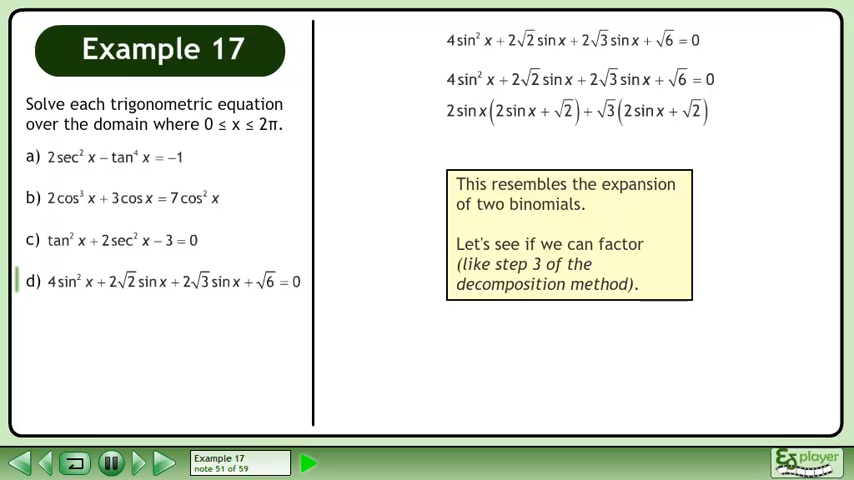 Example 17
Solve each trigonometric equation
over the domain where 0 ≤ x ≤ 2π.
a) 2sec² x − tan⁴ x = −1
b) 2cos³ x + 3cos x = 7cos² x
c) tan² x + 2sec² x − 3 = 0
d) 4sin² x + 2√2 sin x + 2√3 sin x + √6 = 0
4sin² x + 2√2 sin x + 2√3 sin x + √6 = 0
4sin² x + 2√2 sin x + 2√3 sin x + √6 = 0
2sin x(2sin x + √2) + √3(2sin x + √2)
This resembles the expansion
of two binomials.
Let's see if we can factor
(like step 3 of the
decomposition method).
Example 17
note 51 of 59
player